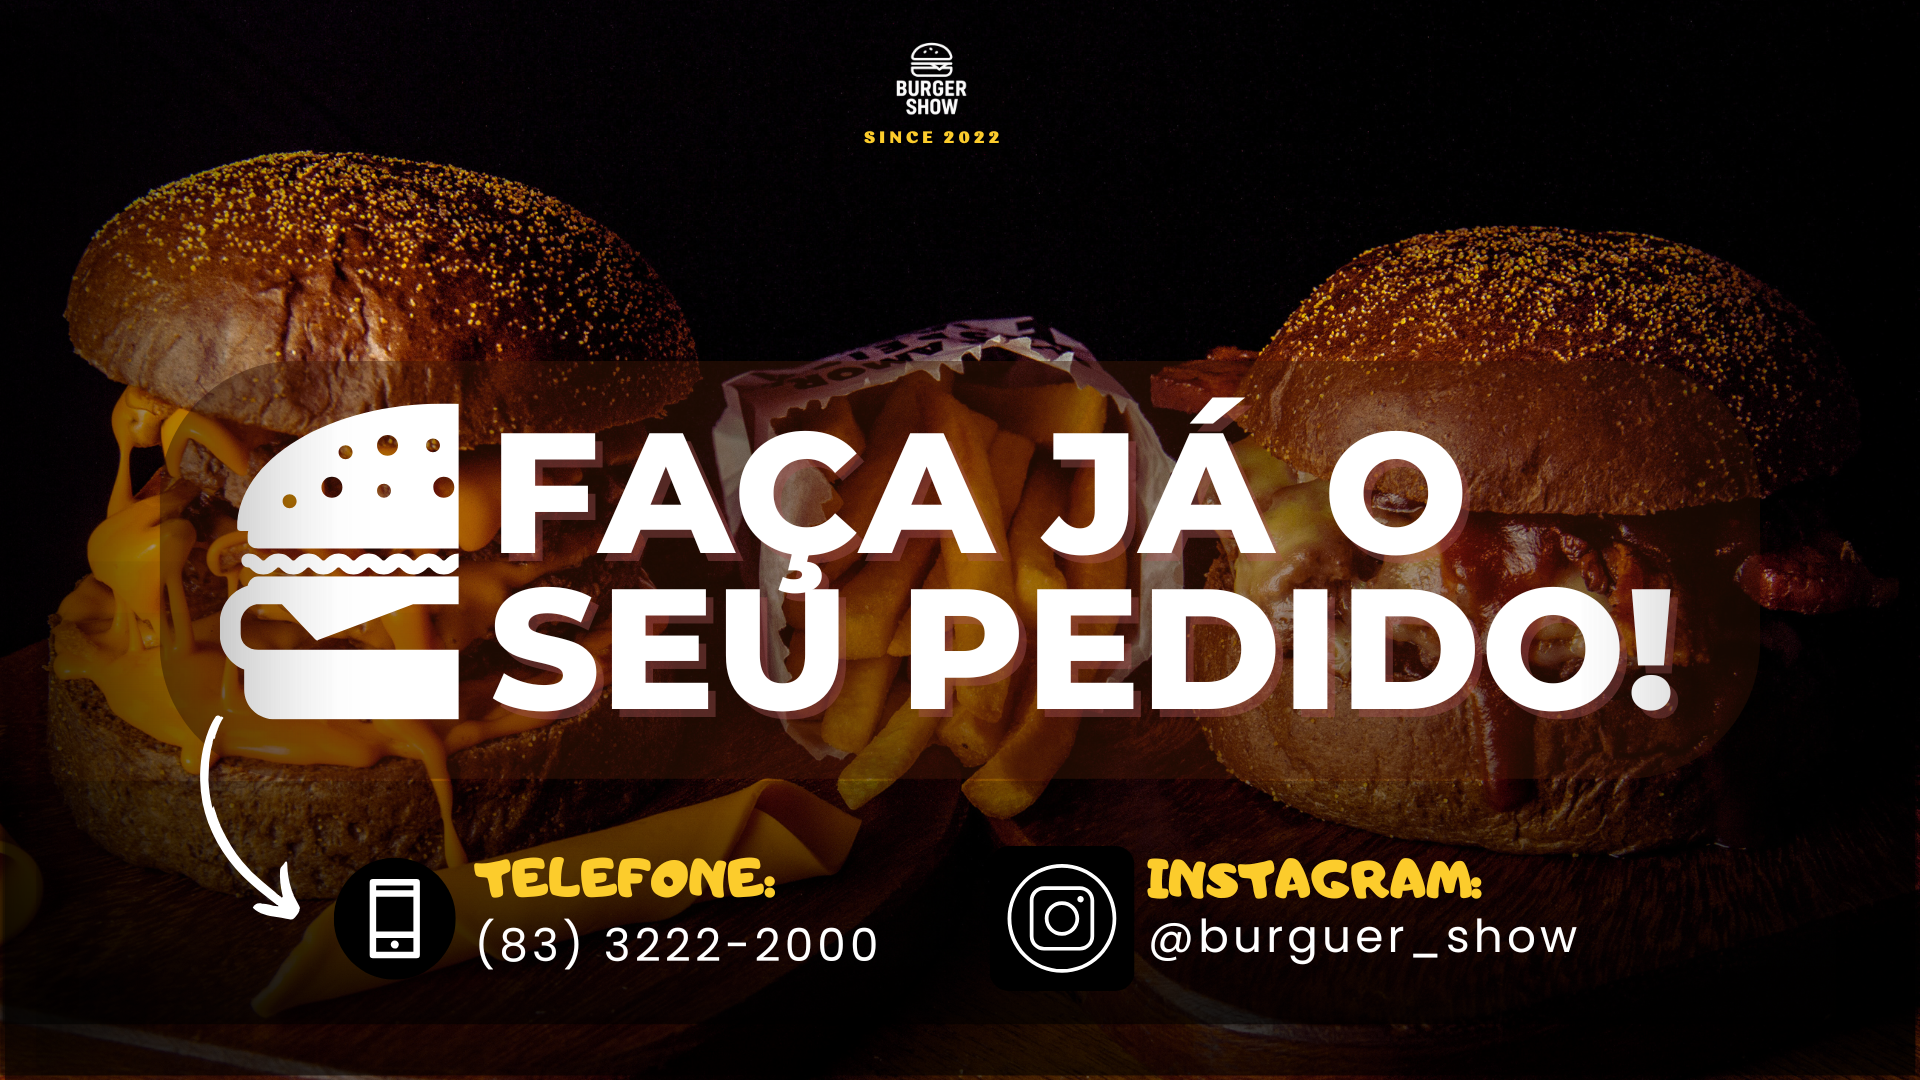 BURGER
SHOW
SINCE 2022
FAÇA JÁ O
SEU PEDIDO!
TELEFONE:
(83) 3222-2000
INSTAGRAM:
@burguer_show